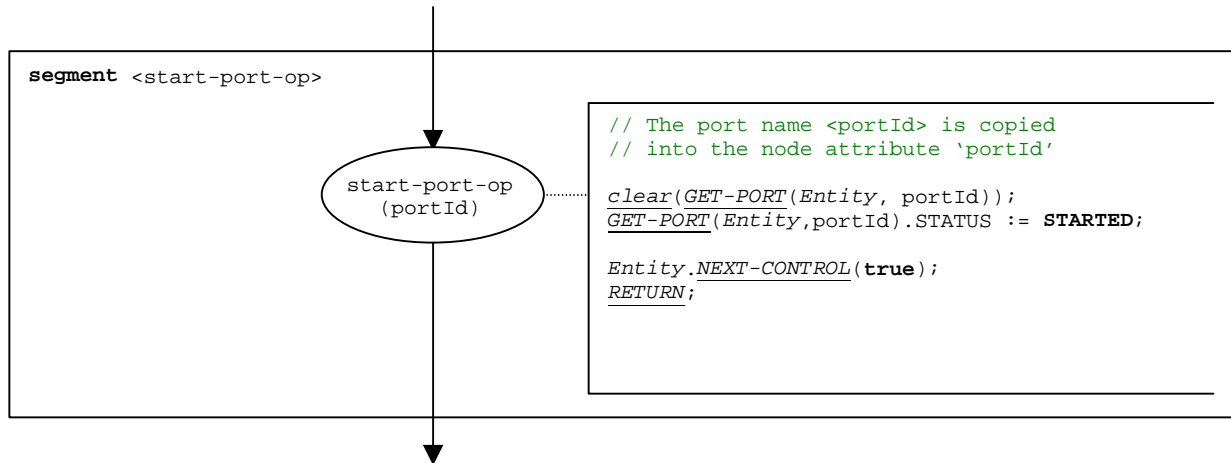 segment <start-port-op>
start-port-op
(portId)
// The port name <portId> is copied
// into the node attribute ‘portId’
clear(GET-PORT(Entity, portId));
GET-PORT(Entity,portId).STATUS := STARTED;
Entity.NEXT-CONTROL(true);
RETURN;